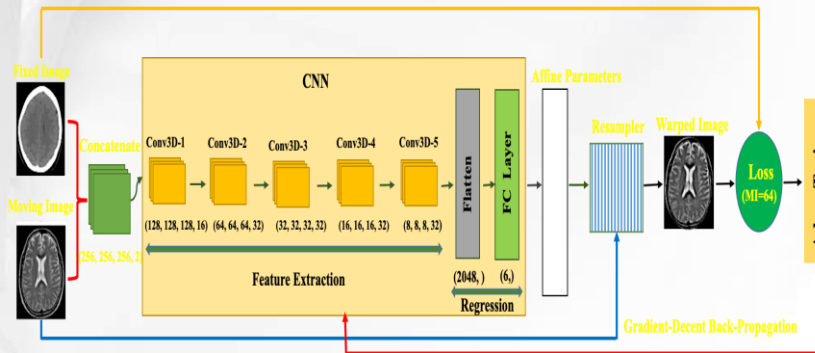 CNN
Fixed Image
Affine Parameters
Concatenate
Conv3D-1
Conv3D-2
Conv3D-3
Conv3D-4
Conv3D-5
Resampler
Warped Image
Flatten
FC Layer
Loss
(MI=64)
Moving Image
(128, 128, 128, 16)
(64, 64, 64, 32)
(32, 32, 32, 32)
(16, 16, 16, 32)
(8, 8, 8, 32)
(256, 256, 256, 2
Feature Extraction
(2048, )
(6,)
Regression
Gradient-Decent Back-Propagation